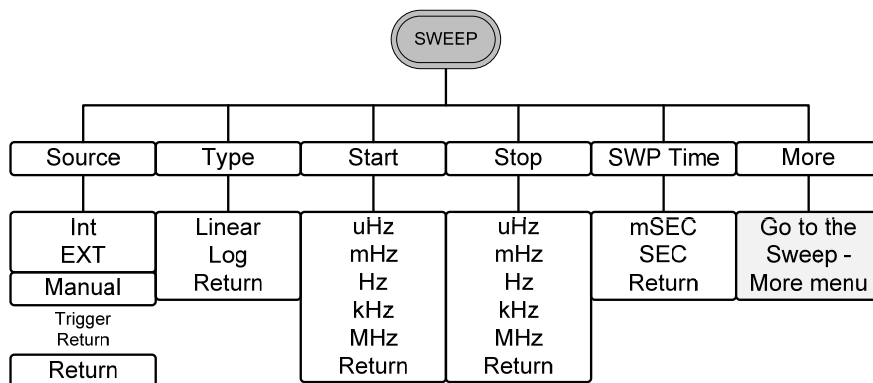 SWEEP
Source
Type
Start
Stop
SWP Time
More
Int
EXT
Manual
Trigger
Return
Return
Linear
Log
Return
uHz
mHz
Hz
kHz
MHz
Return
uHz
mHz
Hz
kHz
MHz
Return
mSEC
SEC
Return
Go to the
Sweep -
More menu